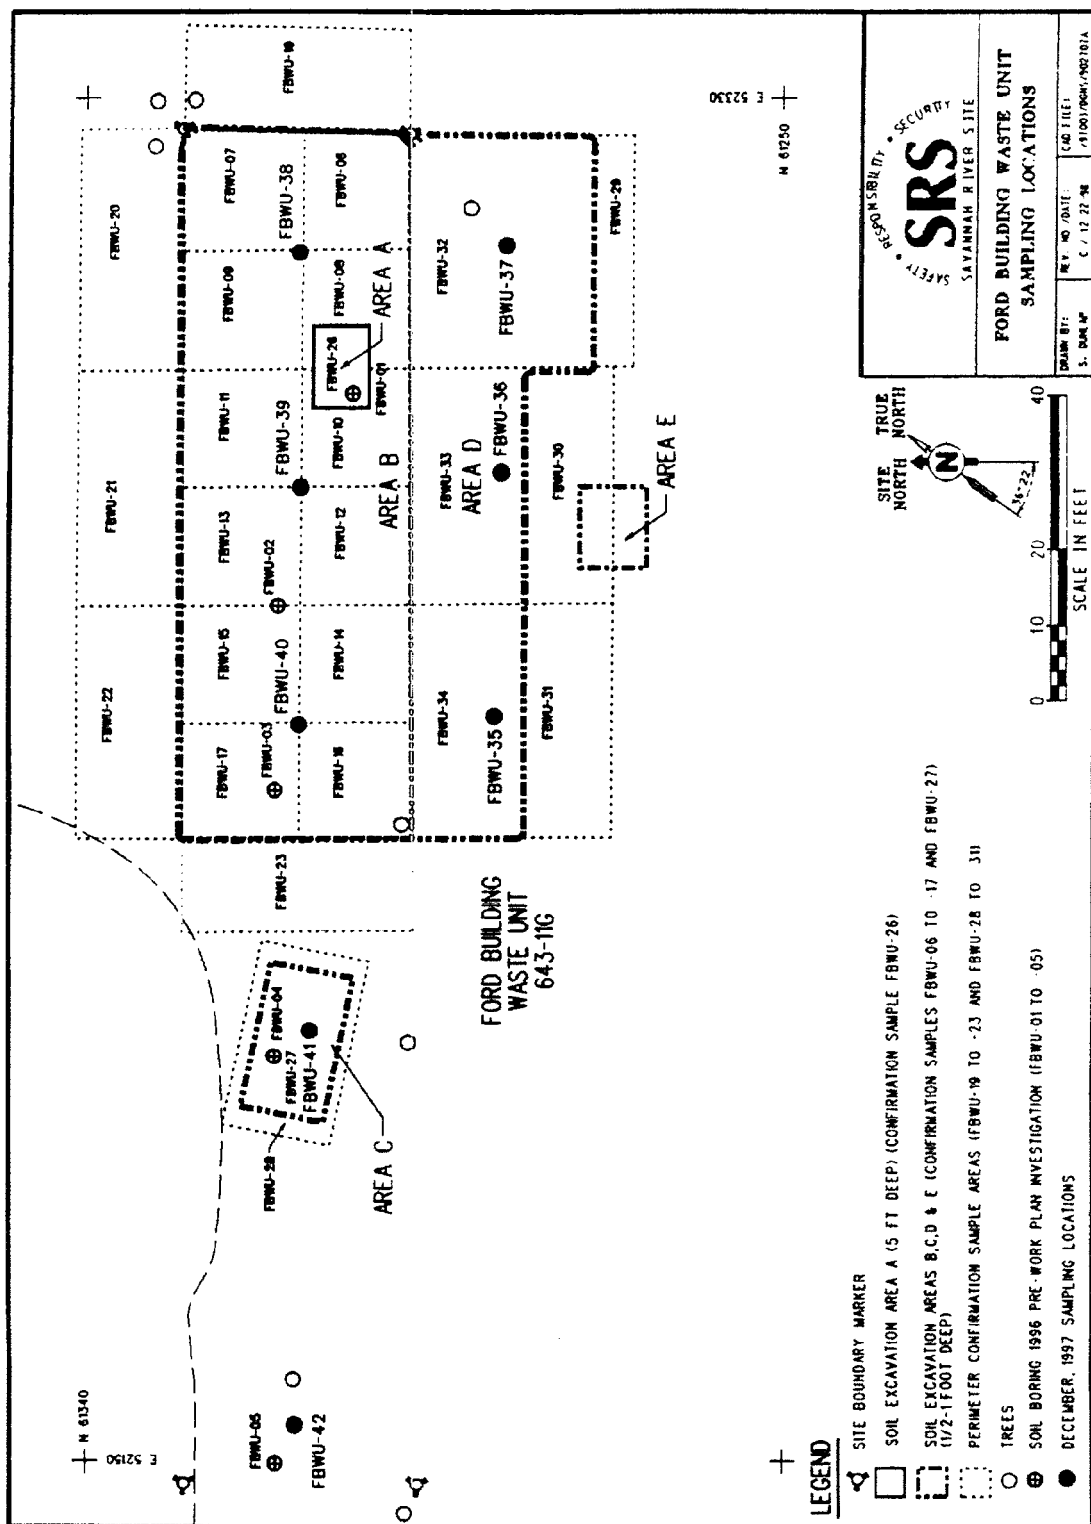 FBWU-20
FBWU-21
FBWU-22
FBWU-19
FBWU-07
FBWU-09
FBWU-11
FBWU-13
FBWU-15
FBWU-17
FBWU-38
FBWU-39
FBWU-02
FBWU-40
FBWU-03
FBWU-06
FBWU-08
FBWU-26
AREA A
FBWU-01
FBWU-10
FBWU-12
FBWU-14
FBWU-16
AREA B
FBWU-32
FBWU-37
FBWU-33
AREA D
FBWU-36
FBWU-34
FBWU-35
FBWU-29
FBWU-30
FBWU-31
AREA E
FBWU-23
FORD BUILDING
WASTE UNIT
643-11G
FBWU-04
FBWU-27
FBWU-41
FBWU-28
AREA C
FBWU-05
FBWU-42
N 61340
E 52150
E 52330
N 61250
LEGEND
SITE BOUNDARY MARKER
SOIL EXCAVATION AREA A (5 FT DEEP) (CONFIRMATION SAMPLE FBWU-26)
SOIL EXCAVATION AREAS B,C,D & E (CONFIRMATION SAMPLES FBWU-06 TO -17 AND FBWU-27)
(1/2-1 FOOT DEEP)
PERIMETER CONFIRMATION SAMPLE AREAS (FBWU-19 TO -23 AND FBWU-28 TO 31)
TREES
SOIL BORING 1996 PRE-WORK PLAN INVESTIGATION (FBWU-01 TO -05)
DECEMBER, 1997 SAMPLING LOCATIONS
SITE NORTH
TRUE NORTH
N
36°22'
0 10 20 40
SCALE IN FEET
SAFETY • RESPONSIBILITY • SECURITY
SRS
SAVANNAH RIVER SITE
FORD BUILDING WASTE UNIT
SAMPLING LOCATIONS
DRAWN BY:
REV. NO./DATE:
C / 12-22-98
CAD FILE: